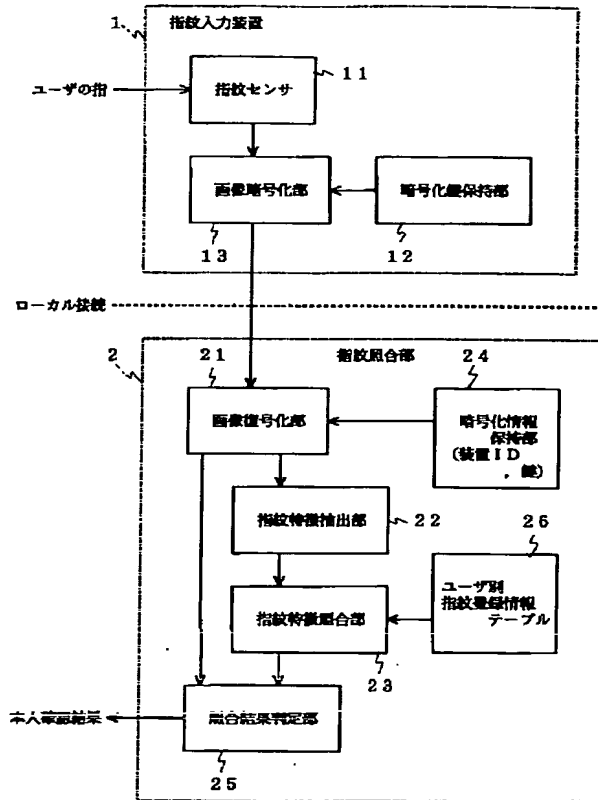 1
指紋入力装置
11
ユーザの指
指紋センサ
画像暗号化部
暗号化鍵保持部
13
12
ローカル接続
2
21
指紋照合部
24
画像復号化部
暗号化情報
保持部
(装置ID
，鍵)
指紋特徴抽出部
22
26
ユーザ別
指紋登録情報
テーブル
指紋特徴照合部
23
本人確認結果
照合結果判定部
25